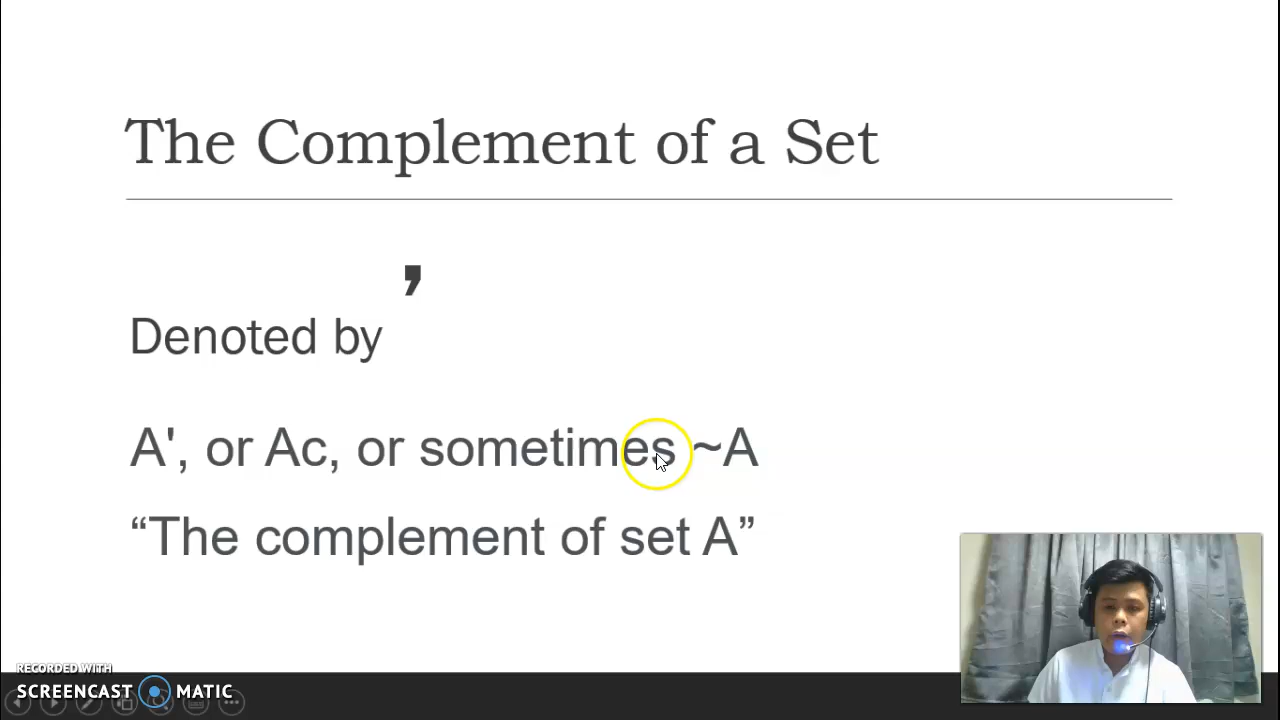 The Complement of a Set
,
Denoted by
A', or Ac, or sometimes ~A
“The complement of set A”
RECORDED WITH
SCREENCAST MATIC